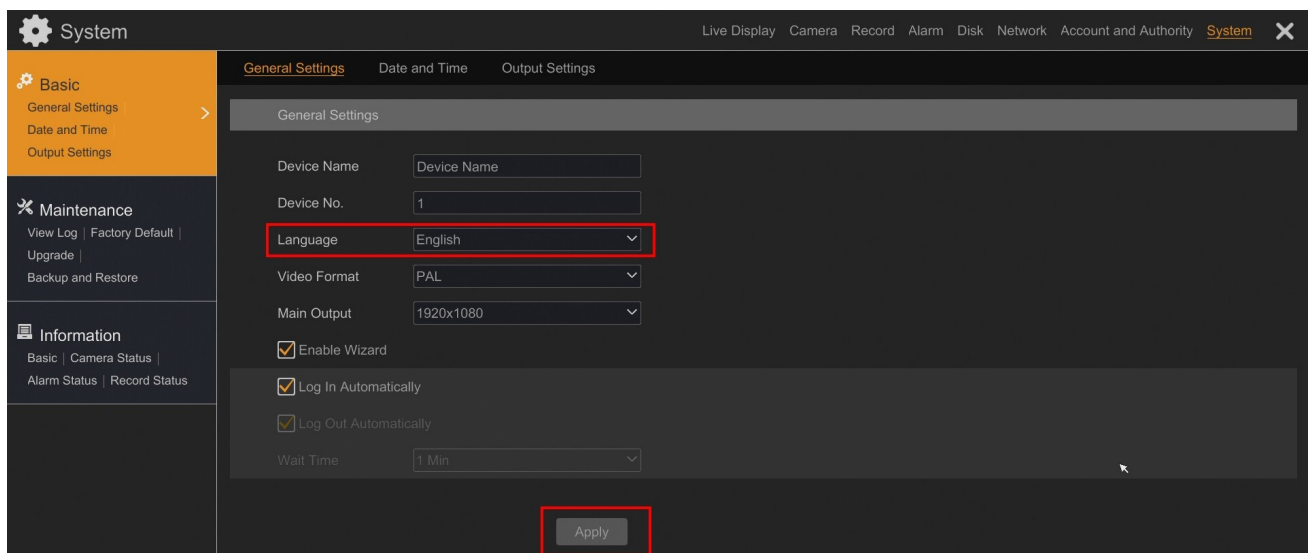 System
Live Display Camera Record Alarm Disk Network Account and Authority System
Basic
General Settings |
Date and Time |
Output Settings
Maintenance
View Log | Factory Default |
Upgrade |
Backup and Restore
Information
Basic | Camera Status |
Alarm Status | Record Status
General Settings Date and Time Output Settings
General Settings
Device Name Device Name
Device No. 1
Language English
Video Format PAL
Main Output 1920x1080
Enable Wizard
Log In Automatically
Log Out Automatically
Wait Time 1 Min
Apply